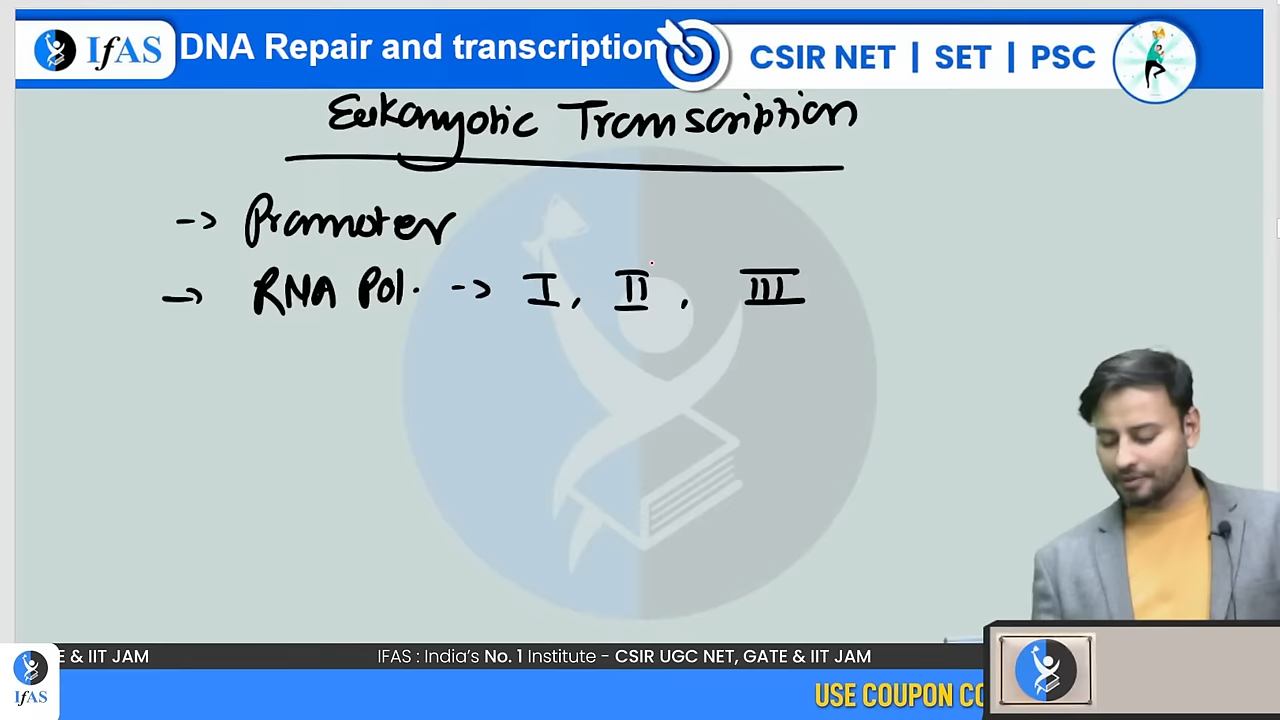 IfAS
DNA Repair and transcription
CSIR NET | SET | PSC
Eukaryotic Transcription
-> Promoter
-> RNA Pol. -> I, II, III
E & IIT JAM
IFAS : India's No. 1 Institute - CSIR UGC NET, GATE & IIT JAM
IfAS
USE COUPON CO